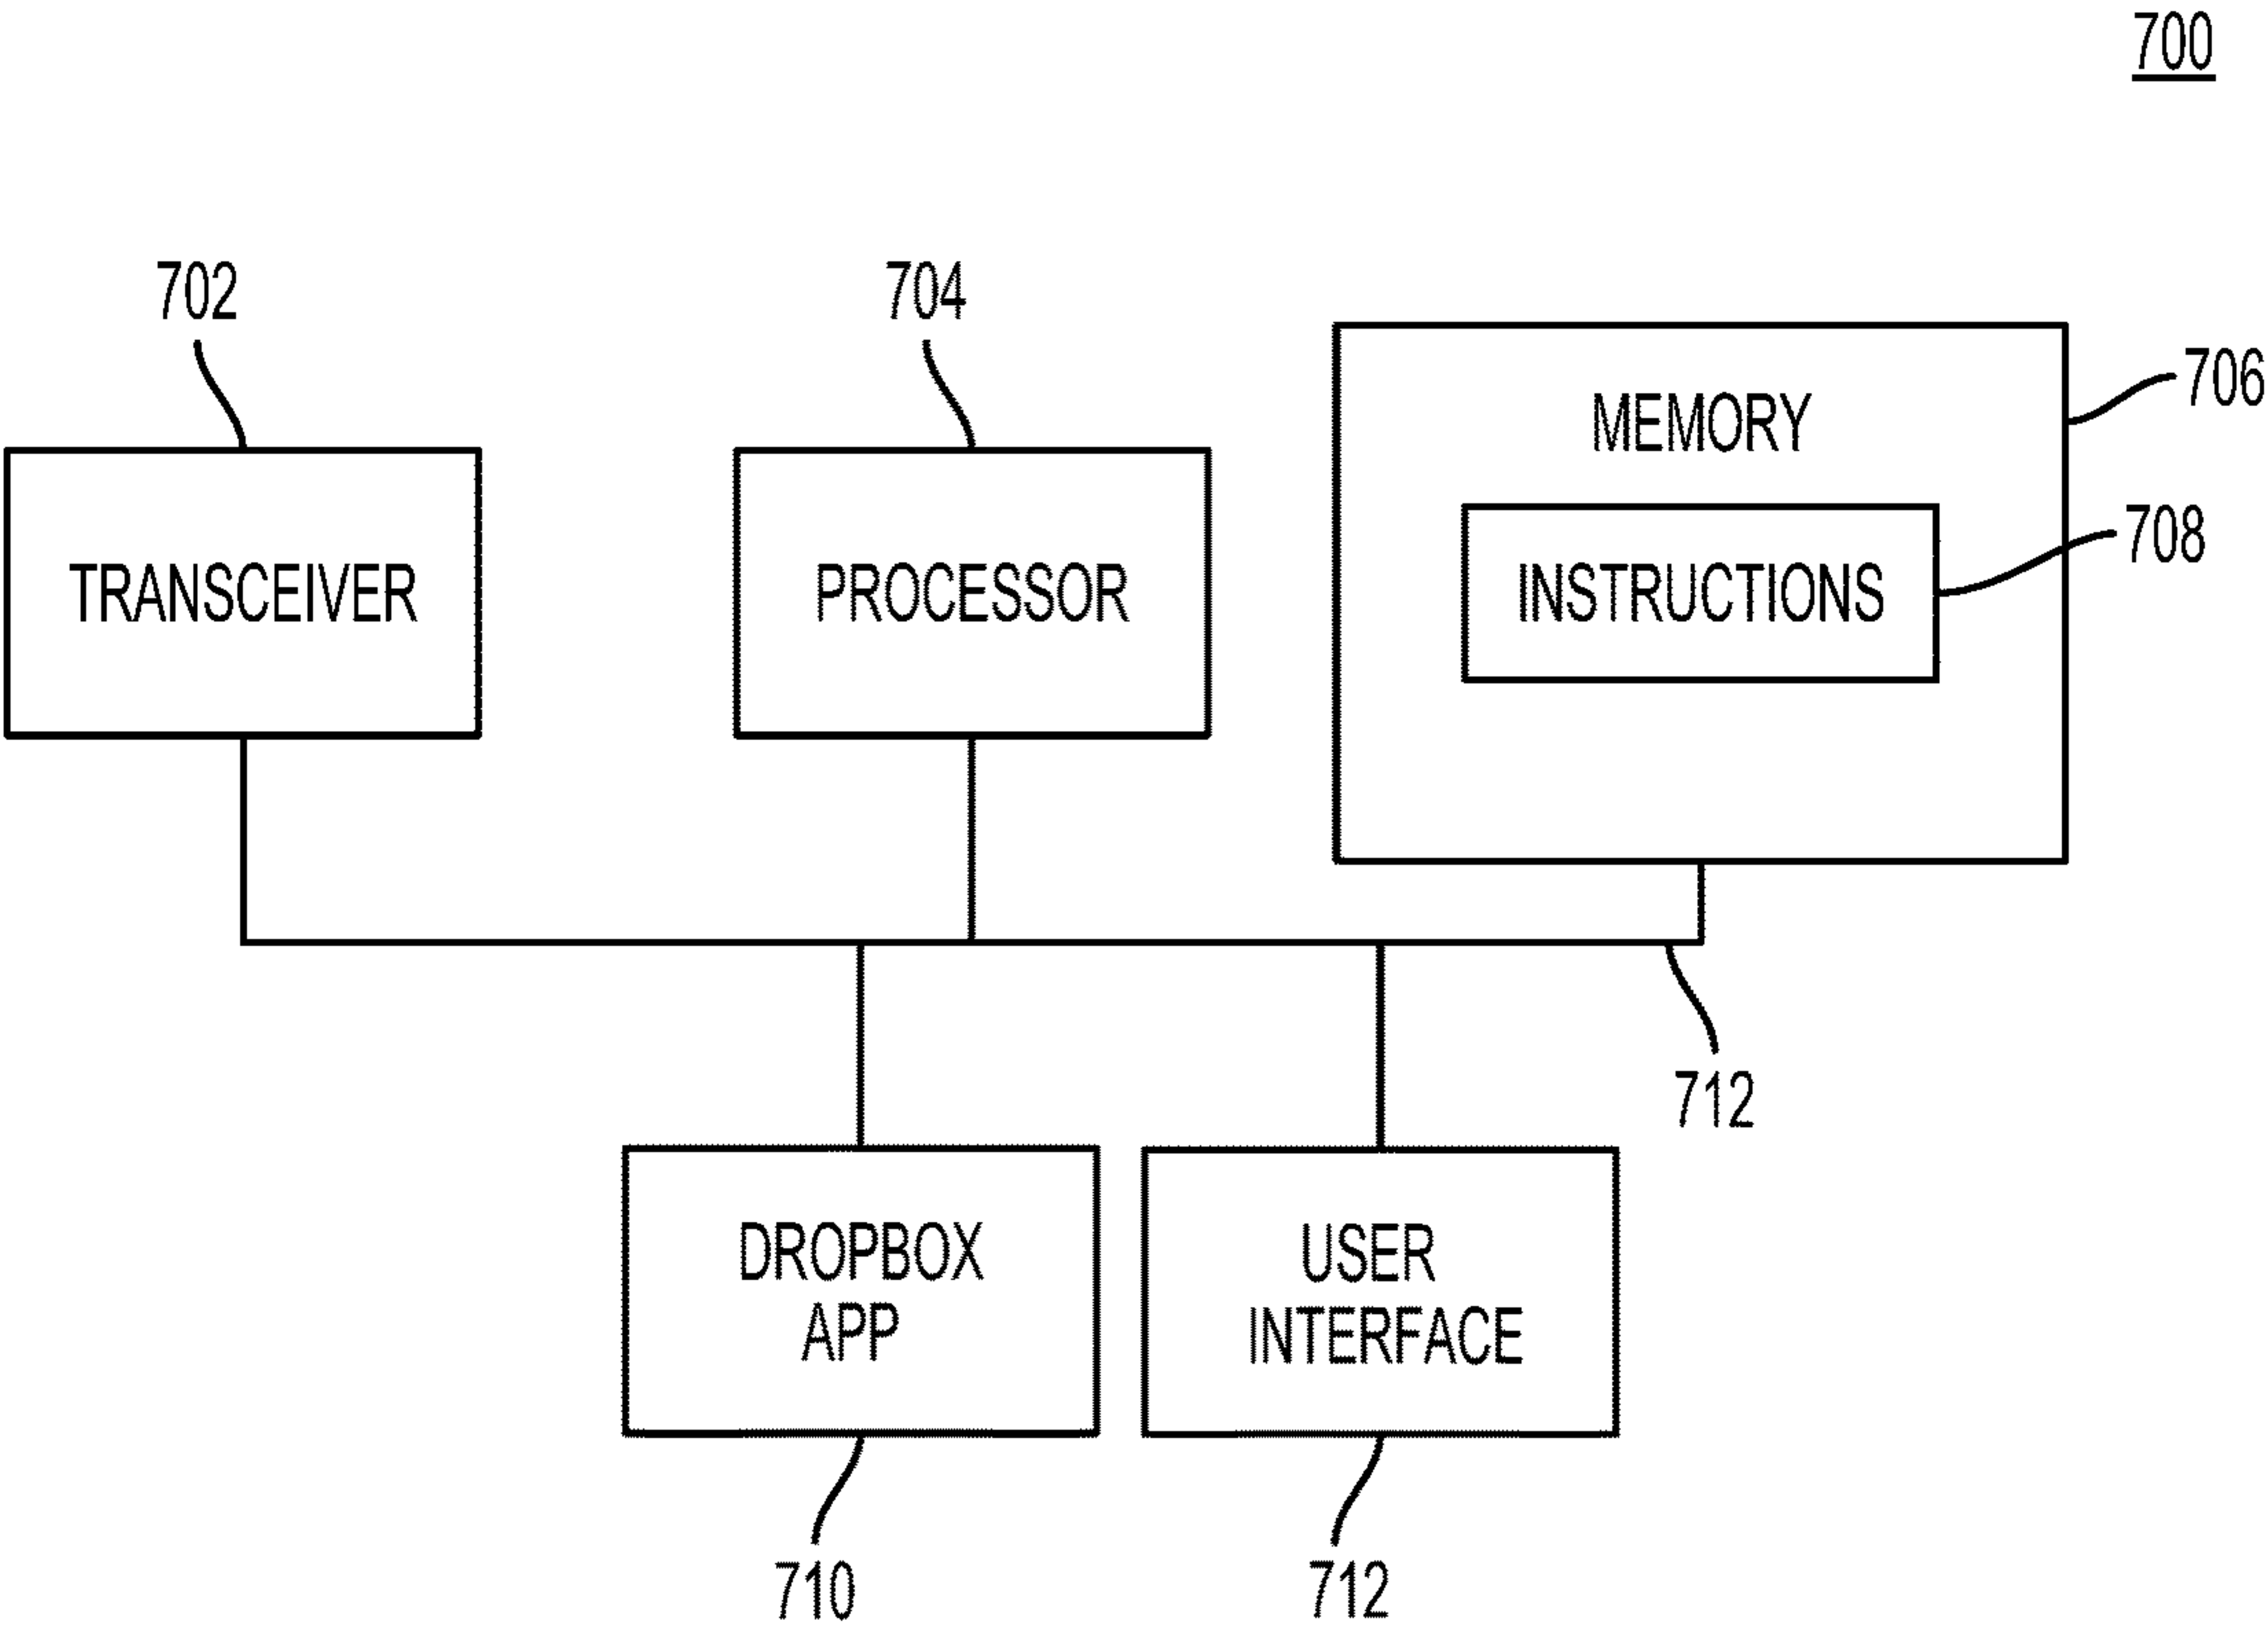 700
702
704
706
MEMORY
708
TRANSCEIVER
PROCESSOR
INSTRUCTIONS
712
DROPBOX
APP
USER
INTERFACE
710
712